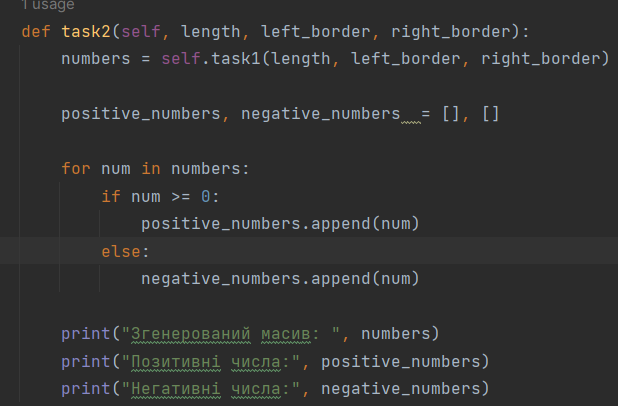 1 usage
def task2(self, length, left_border, right_border):
numbers = self.task1(length, left_border, right_border)
positive_numbers, negative_numbers  = [], []
for num in numbers:
if num >= 0:
positive_numbers.append(num)
else:
negative_numbers.append(num)
print("Згенерований масив: ", numbers)
print("Позитивні числа:", positive_numbers)
print("Негативні числа:", negative_numbers)